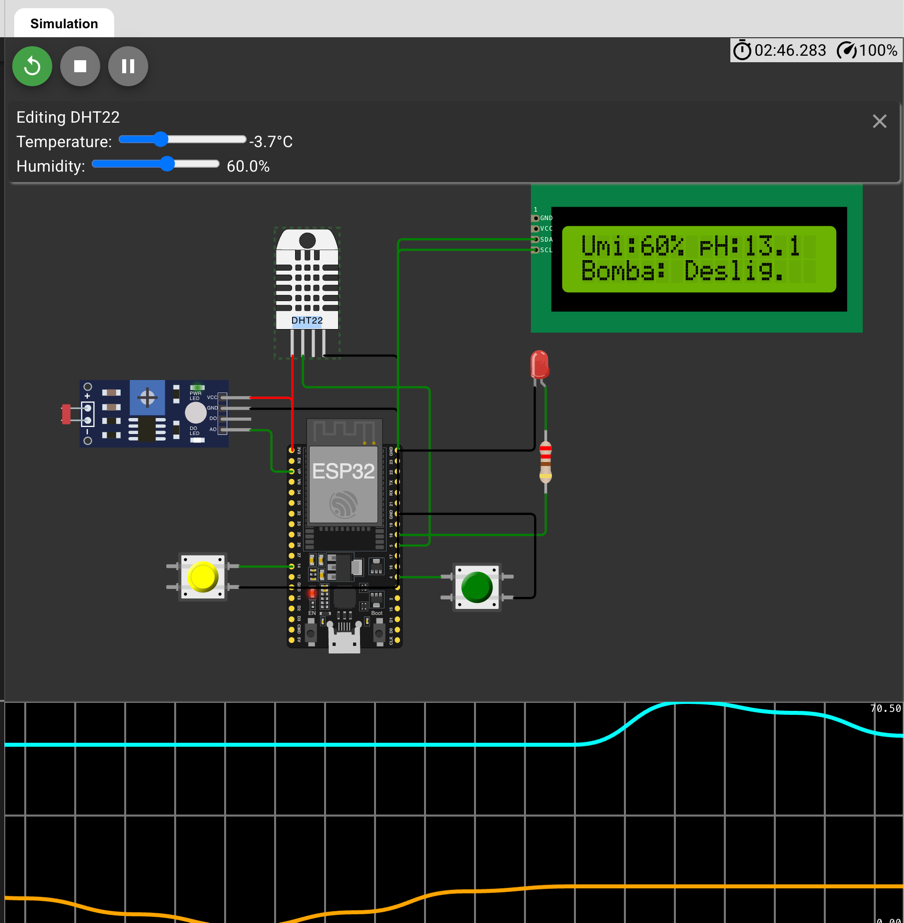 Simulation
02:46.283 100%
Editing DHT22
Temperature: -3.7°C
Humidity: 60.0%
1
GND
VCC
SDA
SCL
Umi:60% pH:13.1
Bomba: Deslig.
DHT22
PWR
LED
VCC
GND
DO
AO
DO
LED
ESP32
EN
Boot
70.50
0.00